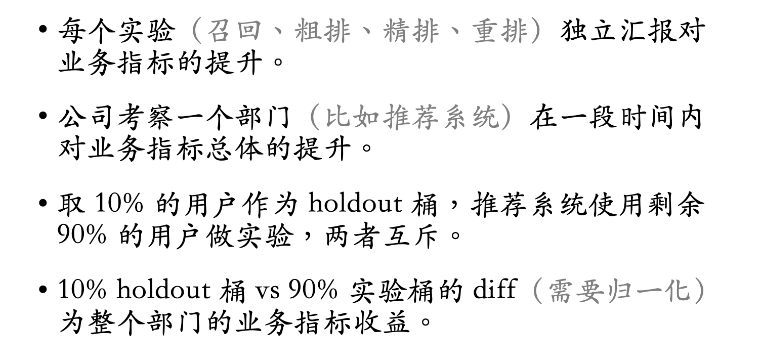 • 每个实验（召回、粗排、精排、重排）独立汇报对
业务指标的提升。
• 公司考察一个部门（比如推荐系统）在一段时间内
对业务指标总体的提升。
• 取 10% 的用户作为 holdout 桶，推荐系统使用剩余
90% 的用户做实验，两者互斥。
• 10% holdout 桶 vs 90% 实验桶的 diff（需要归一化）
为整个部门的业务指标收益。